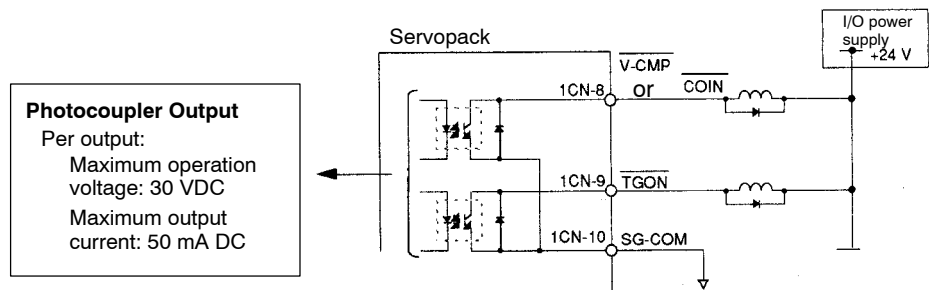 Servopack
I/O power
supply
+24 V
V-CMP
1CN-8
or
COIN
Photocoupler Output
Per output:
Maximum operation
voltage: 30 VDC
Maximum output
current: 50 mA DC
1CN-9
TGON
1CN-10
SG-COM